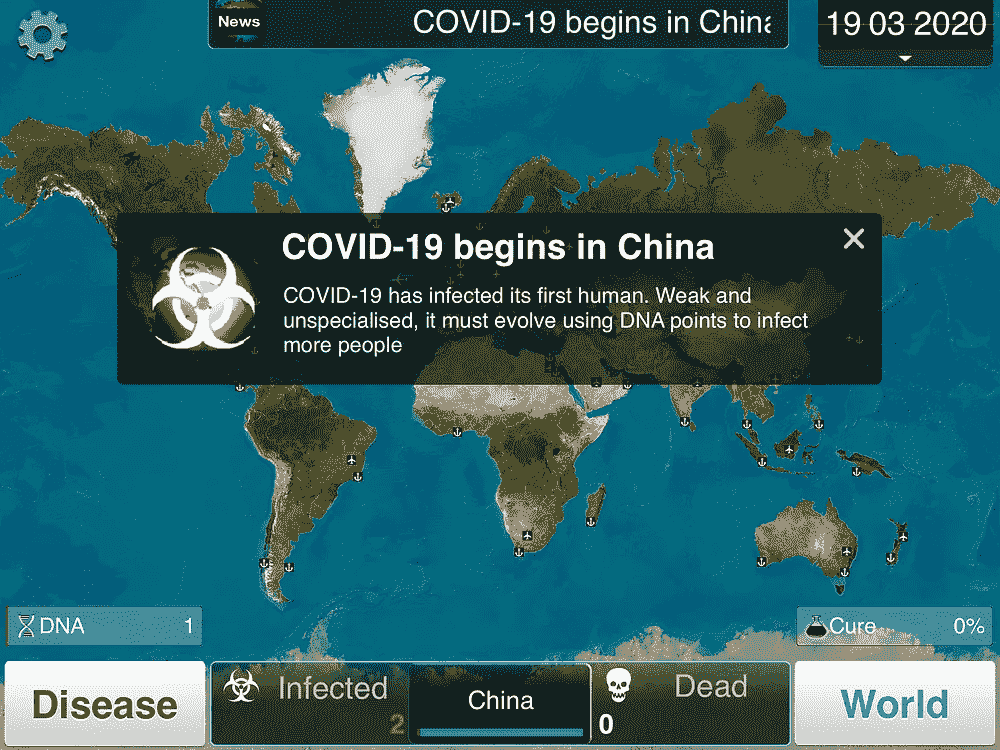 News
COVID-19 begins in China
19 03 2020
COVID-19 begins in China
COVID-19 has infected its first human. Weak and
unspecialised, it must evolve using DNA points to infect
more people
DNA 1
Cure 0%
Disease
Infected
2
China
Dead
0
World